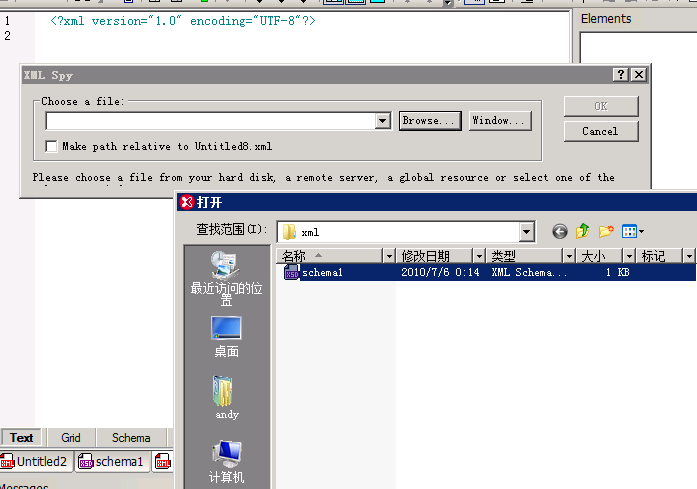 1 <?xml version="1.0" encoding="UTF-8"?>
2
Elements
XML Spy
Choose a file:
Browse...
Window...
OK
Cancel
Make path relative to Untitled8.xml
Please choose a file from your hard disk, a remote server, a global resource or select one of the
打开
查找范围(I):
xml
名称 修改日期 类型 大小 标记
schema1 2010/7/6 0:14 XML Schema... 1 KB
最近访问的位
置
桌面
andy
计算机
Text Grid Schema
Untitled2 schema1
Messages